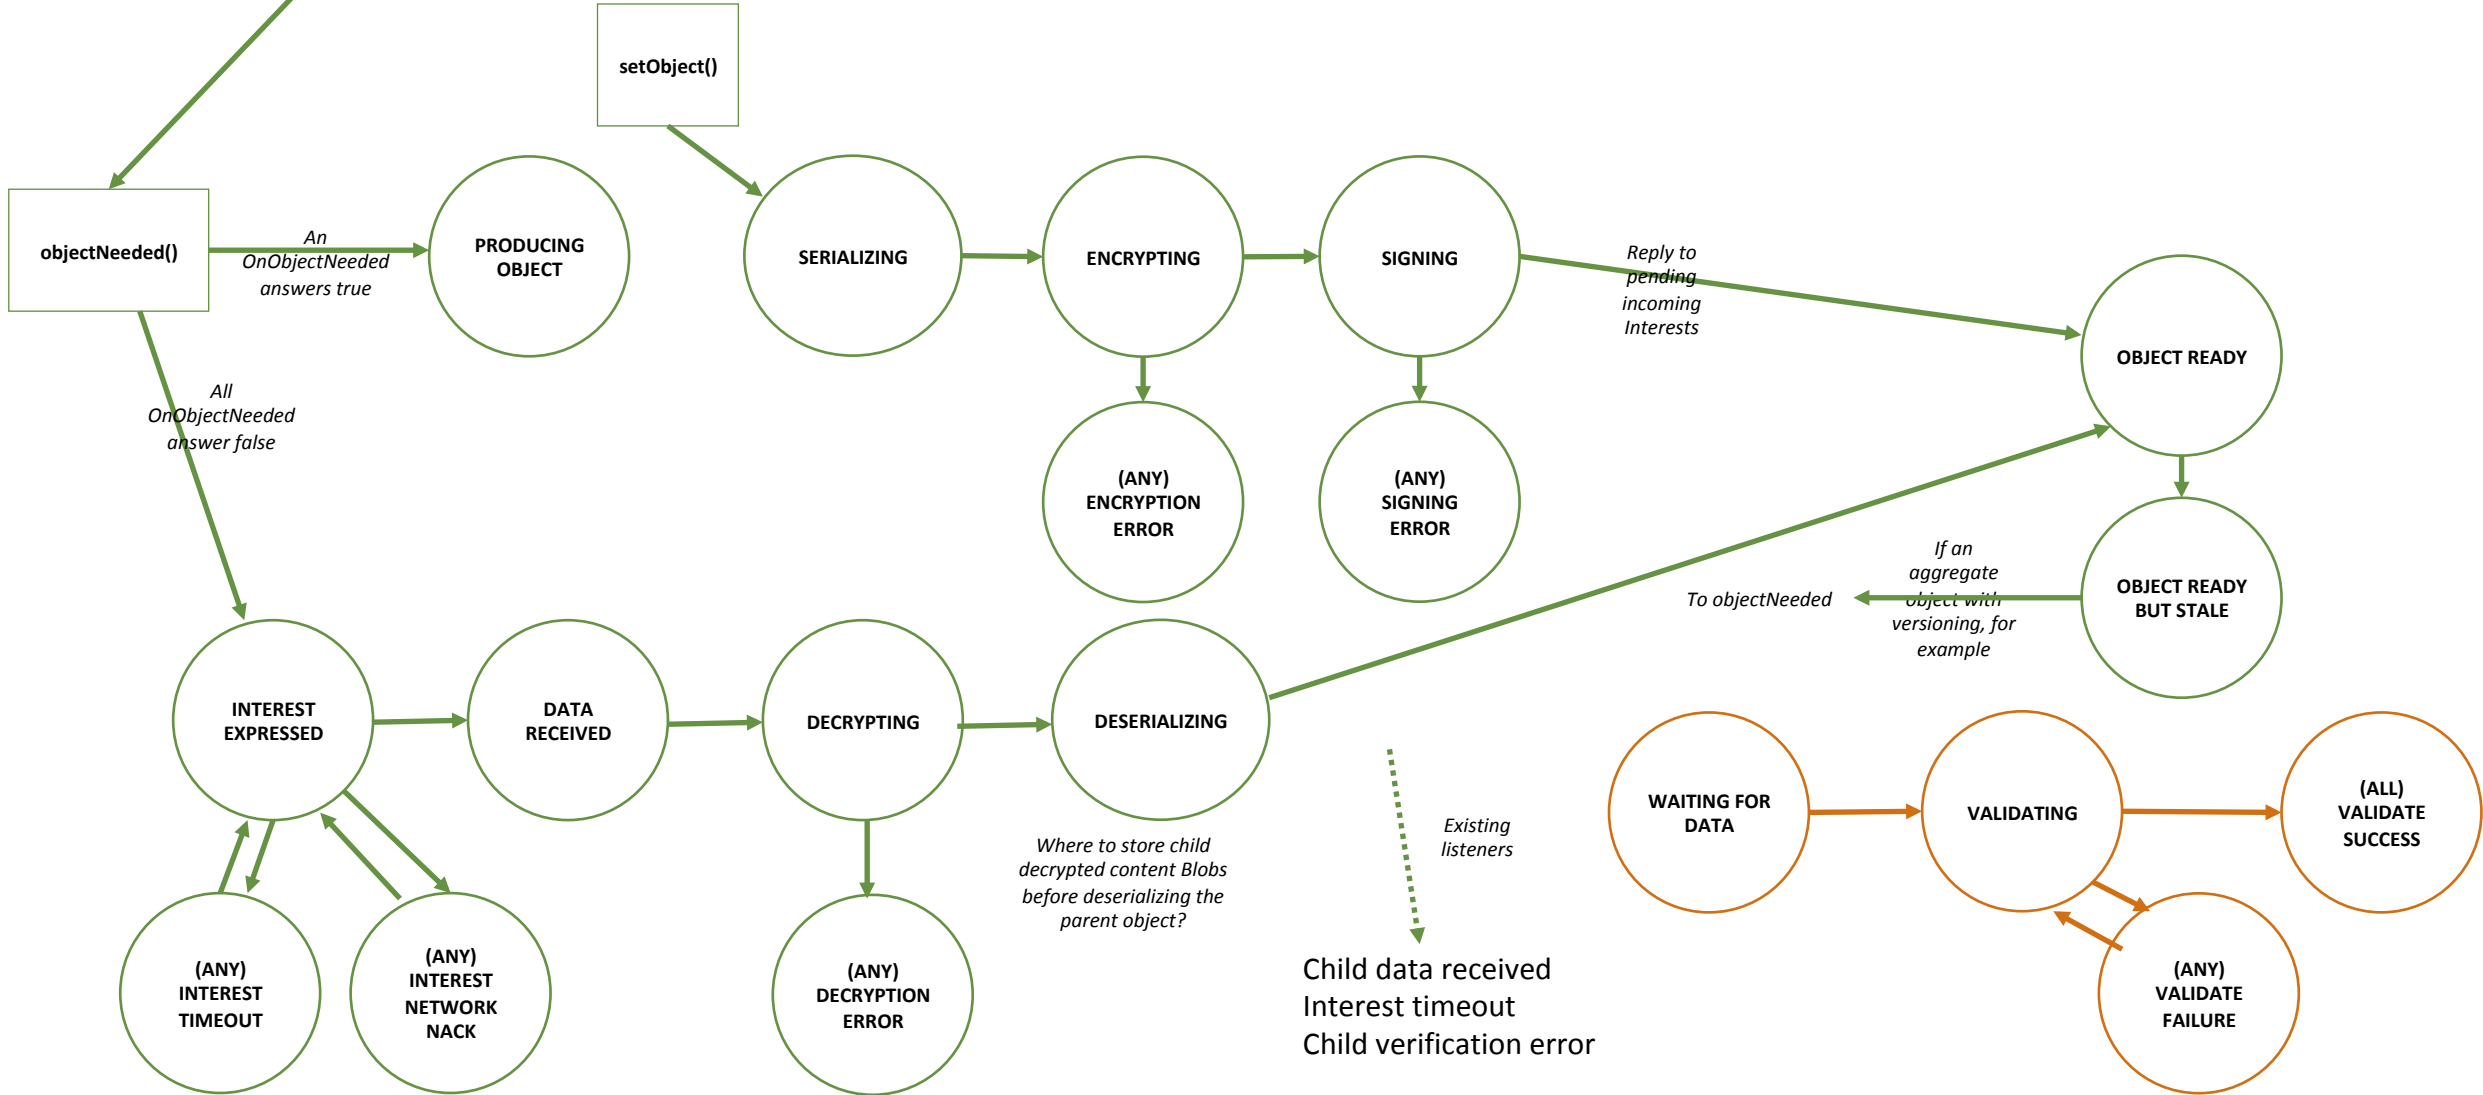 setObject()
objectNeeded()
An
OnObjectNeeded
answers true
PRODUCING
OBJECT
SERIALIZING
ENCRYPTING
SIGNING
Reply to
pending
incoming
Interests
OBJECT READY
All
OnObjectNeeded
answer false
(ANY)
ENCRYPTION
ERROR
(ANY)
SIGNING
ERROR
To objectNeeded
If an
aggregate
object with
versioning, for
example
OBJECT READY
BUT STALE
INTEREST
EXPRESSED
DATA
RECEIVED
DECRYPTING
DESERIALIZING
Where to store child
decrypted content Blobs
before deserializing the
parent object?
Existing
listeners
WAITING FOR
DATA
VALIDATING
(ALL)
VALIDATE
SUCCESS
(ANY)
INTEREST
TIMEOUT
(ANY)
INTEREST
NETWORK
NACK
(ANY)
DECRYPTION
ERROR
Child data received
Interest timeout
Child verification error
(ANY)
VALIDATE
FAILURE